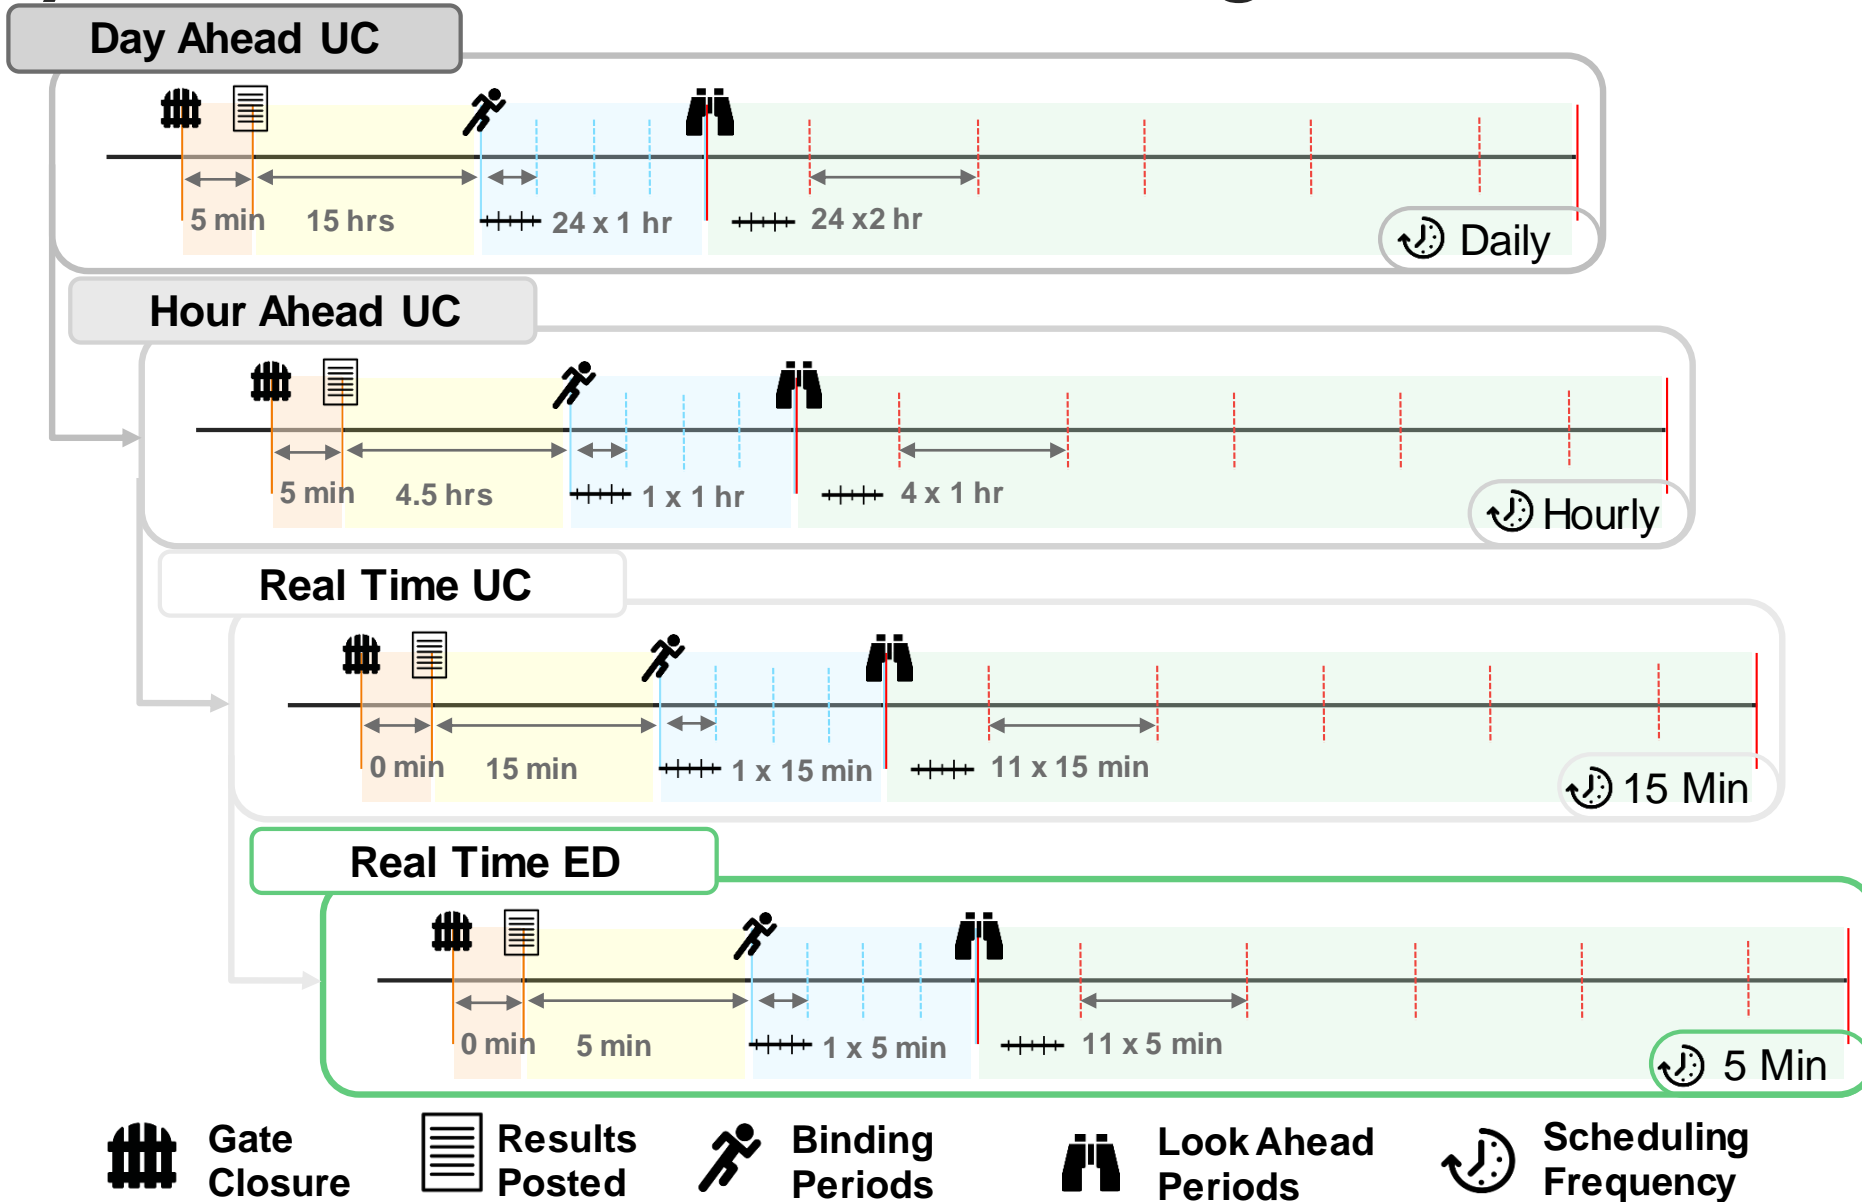 Day Ahead UC
5 min
15 hrs
24 x 1 hr
24 x2 hr
Daily
Hour Ahead UC
5 min
4.5 hrs
1 x 1 hr
4 x 1 hr
Hourly
Real Time UC
0 min
15 min
1 x 15 min
11 x 15 min
15 Min
Real Time ED
0 min
5 min
1 x 5 min
11 x 5 min
5 Min
Gate
Closure
Results
Posted
Binding
Periods
Look Ahead
Periods
Scheduling
Frequency